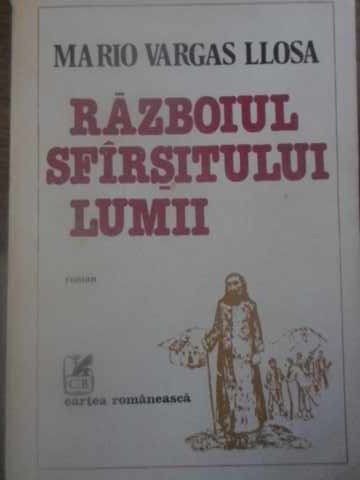 MARIO VARGAS LLOSA
RĂZBOIUL
SFÎRȘITULUI
LUMII
roman
CR
cartea românească